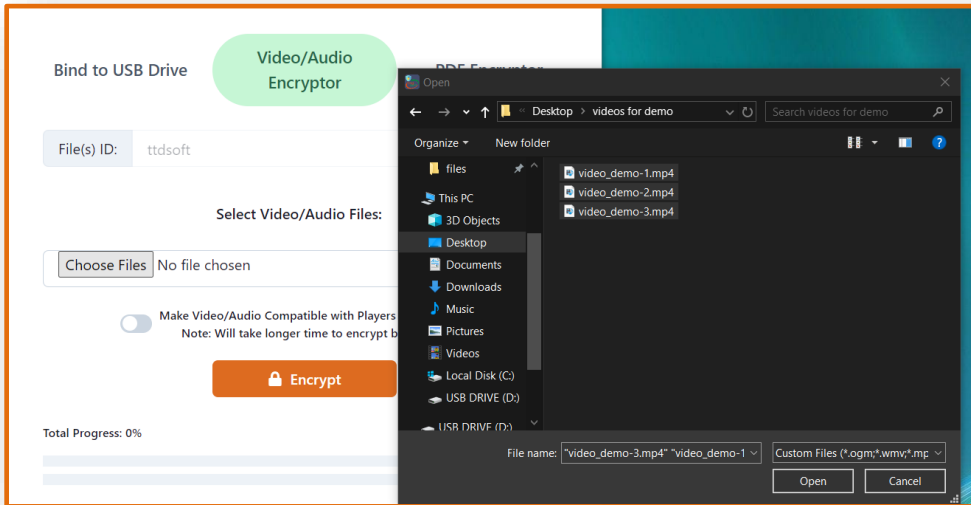 Bind to USB Drive
Video/Audio
Encryptor
File(s) ID:
ttdsoft
Select Video/Audio Files:
Choose Files
No file chosen
Make Video/Audio Compatible with Players
Note: Will take longer time to encrypt
Encrypt
Total Progress: 0%
Open
Desktop
videos for demo
Search videos for demo
Organize
New folder
files
This PC
3D Objects
Desktop
Documents
Downloads
Music
Pictures
Videos
Local Disk (C:)
USB DRIVE (D:)
USB DRIVE (D:)
video_demo-1.mp4
video_demo-2.mp4
video_demo-3.mp4
File name:
"video_demo-3.mp4" "video_demo-1
Custom Files (*.ogm;*.wmv;*.mp
Open
Cancel